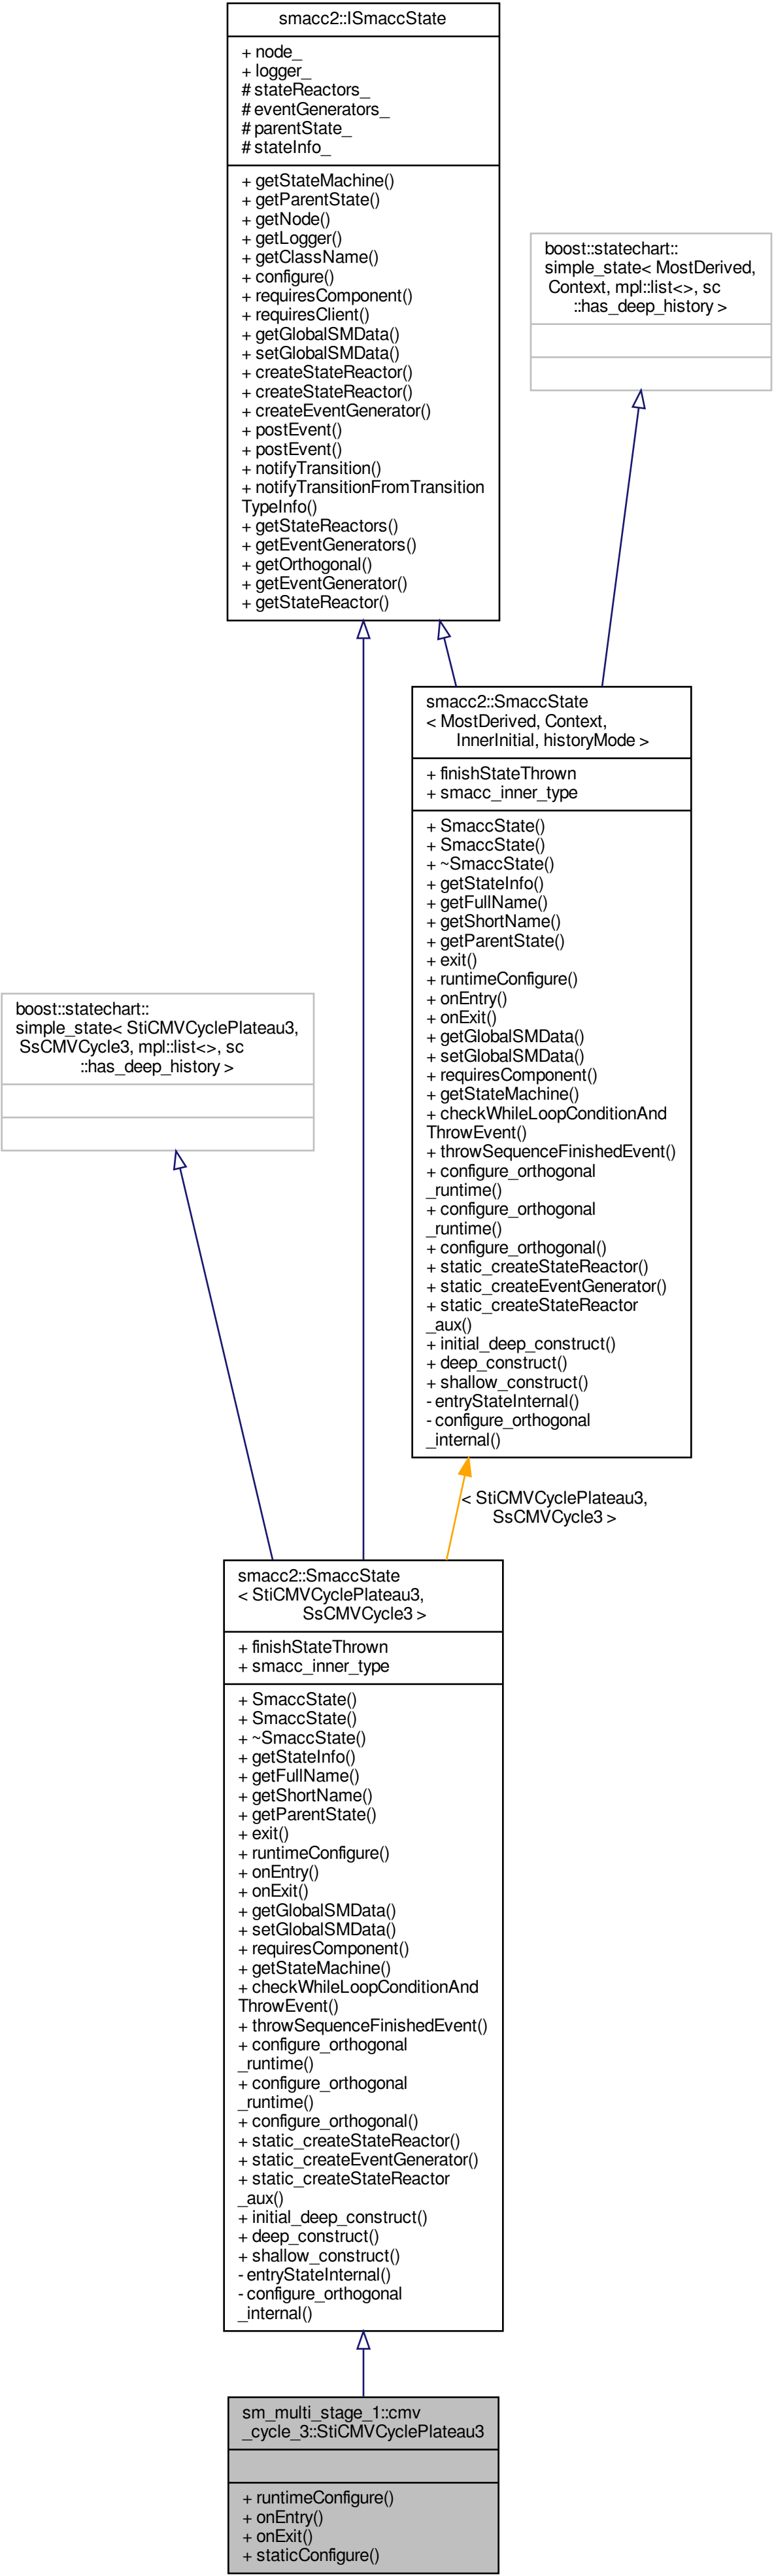 smacc2::ISmaccState
+ node_
+ logger_
# stateReactors_
# eventGenerators_
# parentState_
# stateInfo_
+ getStateMachine()
+ getParentState()
+ getNode()
+ getLogger()
+ getClassName()
+ configure()
+ requiresComponent()
+ requiresClient()
+ getGlobalSMData()
+ setGlobalSMData()
+ createStateReactor()
+ createStateReactor()
+ createEventGenerator()
+ postEvent()
+ postEvent()
+ notifyTransition()
+ notifyTransitionFromTransition
TypeInfo()
+ getStateReactors()
+ getEventGenerators()
+ getOrthogonal()
+ getEventGenerator()
+ getStateReactor()
boost::statechart::
simple_state< MostDerived,
Context, mpl::list<>, sc
::has_deep_history >
smacc2::SmaccState
< MostDerived, Context,
InnerInitial, historyMode >
+ finishStateThrown
+ smacc_inner_type
+ SmaccState()
+ SmaccState()
+ ~SmaccState()
+ getStateInfo()
+ getFullName()
+ getShortName()
+ getParentState()
+ exit()
+ runtimeConfigure()
+ onEntry()
+ onExit()
+ getGlobalSMData()
+ setGlobalSMData()
+ requiresComponent()
+ getStateMachine()
+ checkWhileLoopConditionAnd
ThrowEvent()
+ throwSequenceFinishedEvent()
+ configure_orthogonal
_runtime()
+ configure_orthogonal
_runtime()
+ configure_orthogonal()
+ static_createStateReactor()
+ static_createEventGenerator()
+ static_createStateReactor
_aux()
+ initial_deep_construct()
+ deep_construct()
+ shallow_construct()
- entryStateInternal()
- configure_orthogonal
_internal()
boost::statechart::
simple_state< StiCMVCyclePlateau3,
SsCMVCycle3, mpl::list<>, sc
::has_deep_history >
< StiCMVCyclePlateau3,
SsCMVCycle3 >
smacc2::SmaccState
< StiCMVCyclePlateau3,
SsCMVCycle3 >
+ finishStateThrown
+ smacc_inner_type
+ SmaccState()
+ SmaccState()
+ ~SmaccState()
+ getStateInfo()
+ getFullName()
+ getShortName()
+ getParentState()
+ exit()
+ runtimeConfigure()
+ onEntry()
+ onExit()
+ getGlobalSMData()
+ setGlobalSMData()
+ requiresComponent()
+ getStateMachine()
+ checkWhileLoopConditionAnd
ThrowEvent()
+ throwSequenceFinishedEvent()
+ configure_orthogonal
_runtime()
+ configure_orthogonal
_runtime()
+ configure_orthogonal()
+ static_createStateReactor()
+ static_createEventGenerator()
+ static_createStateReactor
_aux()
+ initial_deep_construct()
+ deep_construct()
+ shallow_construct()
- entryStateInternal()
- configure_orthogonal
_internal()
sm_multi_stage_1::cmv
_cycle_3::StiCMVCyclePlateau3
+ runtimeConfigure()
+ onEntry()
+ onExit()
+ staticConfigure()